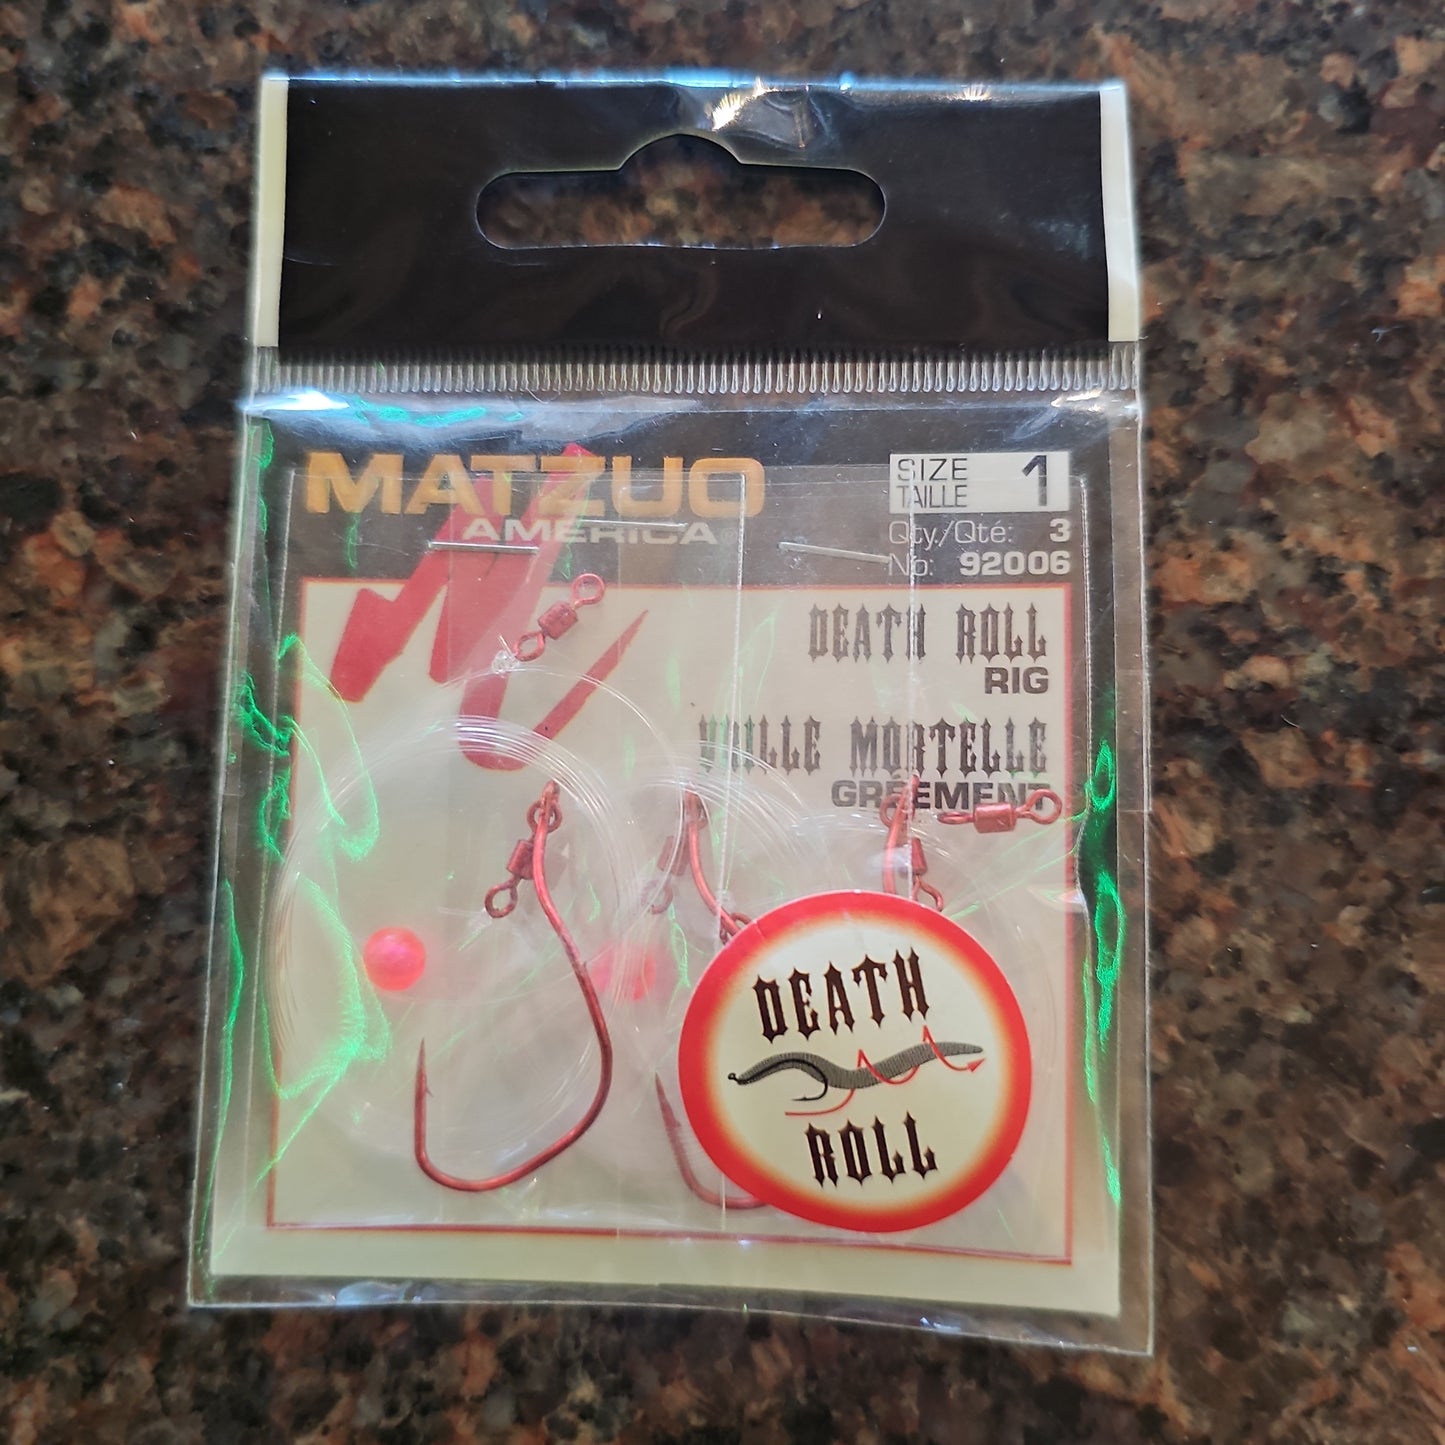 MATZUO
AMERICA®
SIZE 1
TAILLE
Qty./Qté: 3
No: 92006
DEATH ROLL
RIG
VRILLE MORTELLE
GRÉEMENT
DEATH
ROLL